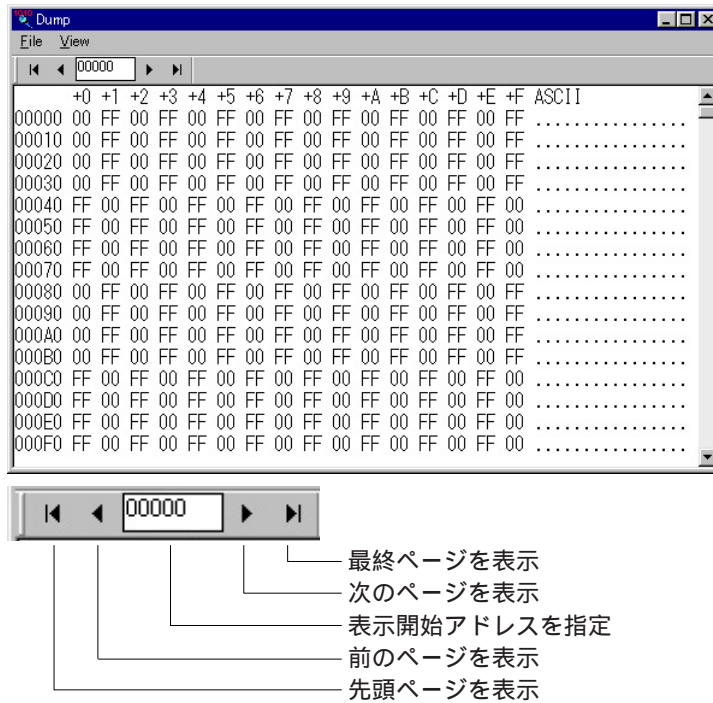 Dump
File View
00000
+0 +1 +2 +3 +4 +5 +6 +7 +8 +9 +A +B +C +D +E +F ASCII
00000 00 FF 00 FF 00 FF 00 FF 00 FF 00 FF 00 FF 00 FF ................
00010 00 FF 00 FF 00 FF 00 FF 00 FF 00 FF 00 FF 00 FF ................
00020 00 FF 00 FF 00 FF 00 FF 00 FF 00 FF 00 FF 00 FF ................
00030 00 FF 00 FF 00 FF 00 FF 00 FF 00 FF 00 FF 00 FF ................
00040 FF 00 FF 00 FF 00 FF 00 FF 00 FF 00 FF 00 FF 00 ................
00050 FF 00 FF 00 FF 00 FF 00 FF 00 FF 00 FF 00 FF 00 ................
00060 FF 00 FF 00 FF 00 FF 00 FF 00 FF 00 FF 00 FF 00 ................
00070 FF 00 FF 00 FF 00 FF 00 FF 00 FF 00 FF 00 FF 00 ................
00080 00 FF 00 FF 00 FF 00 FF 00 FF 00 FF 00 FF 00 FF ................
00090 00 FF 00 FF 00 FF 00 FF 00 FF 00 FF 00 FF 00 FF ................
000A0 00 FF 00 FF 00 FF 00 FF 00 FF 00 FF 00 FF 00 FF ................
000B0 00 FF 00 FF 00 FF 00 FF 00 FF 00 FF 00 FF 00 FF ................
000C0 FF 00 FF 00 FF 00 FF 00 FF 00 FF 00 FF 00 FF 00 ................
000D0 FF 00 FF 00 FF 00 FF 00 FF 00 FF 00 FF 00 FF 00 ................
000E0 FF 00 FF 00 FF 00 FF 00 FF 00 FF 00 FF 00 FF 00 ................
000F0 FF 00 FF 00 FF 00 FF 00 FF 00 FF 00 FF 00 FF 00 ................
00000
最終ページを表示
次のページを表示
表示開始アドレスを指定
前のページを表示
先頭ページを表示